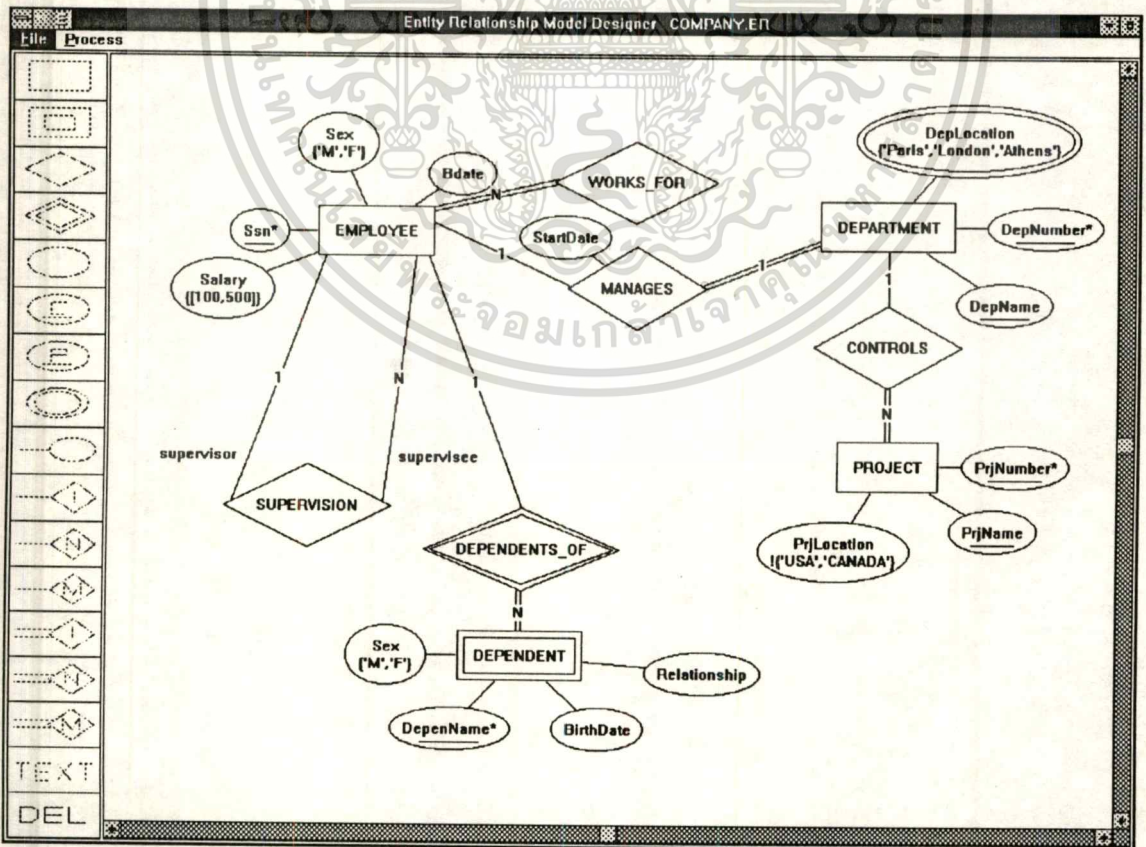 Entity Relationship Model Designer COMPANY.ER
File Process
Sex
{'M','F'}
Bdate
WORKS_FOR
N
DepLocation
{'Paris','London','Athens'}
Ssn*
EMPLOYEE
StartDate
DEPARTMENT
DepNumber*
Salary
{[100,500]}
1
MANAGES
1
1
DepName
CONTROLS
1
N
1
N
supervisor
supervisee
PROJECT
PrjNumber*
SUPERVISION
PrjName
PrjLocation
!{'USA','CANADA'}
DEPENDENTS_OF
N
Sex
{'M','F'}
DEPENDENT
Relationship
DepenName*
BirthDate
1
N
M
1
N
M
TEXT
DEL